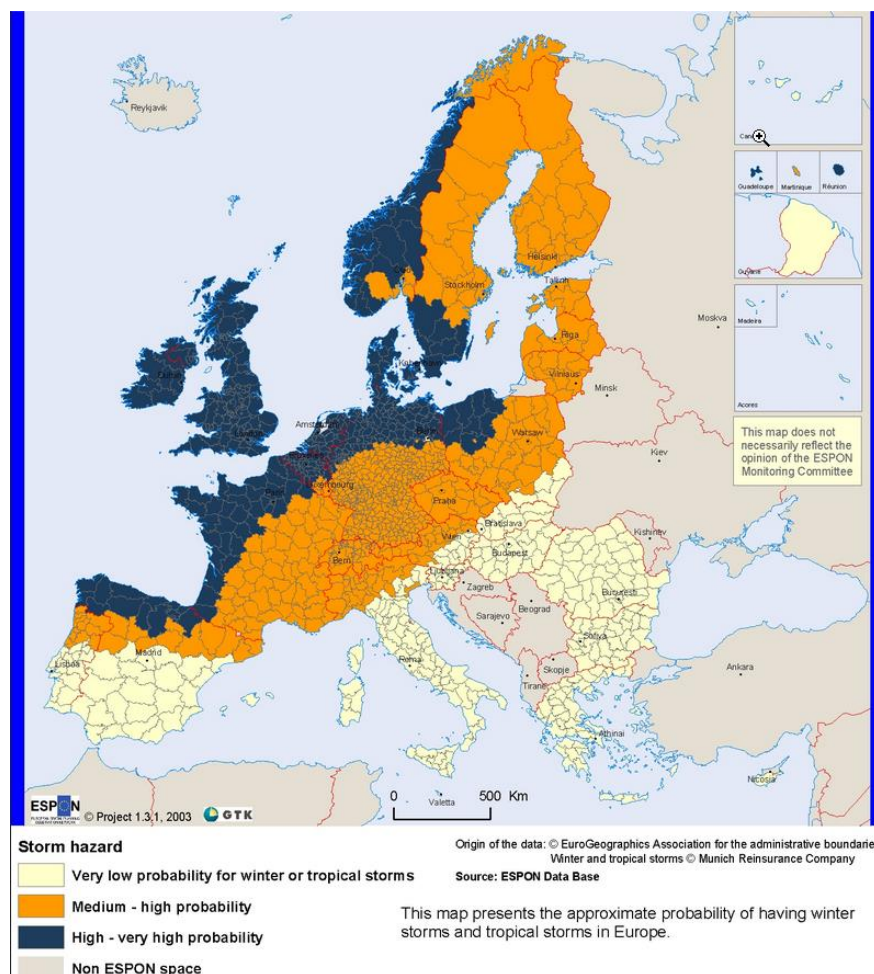 Reykjavik
Canar
Guadeloupe
Martinique
Réunion
Guyane
Madeira
Acores
This map does not
necessarily reflect the
opinion of the ESPON
Monitoring Committee
Helsinki
Stockholm
Tallinn
Riga
Moskva
Vilniaus
Minsk
Warsaw
Kiev
Praha
Kishinev
Bratislava
Wien
Budapest
Bern
Ljubljana
Zagreb
Beograd
Bucuresti
Sarajevo
Sofiya
Skopje
Tirane
Roma
Madrid
Lisboa
Ankara
Athinai
Nicosia
Valetta
0 500 Km
ESPON
© Project 1.3.1, 2003
GTK
Storm hazard
Very low probability for winter or tropical storms
Medium - high probability
High - very high probability
Non ESPON space
Origin of the data: © EuroGeographics Association for the administrative boundarie
Winter and tropical storms © Munich Reinsurance Company
Source: ESPON Data Base
This map presents the approximate probability of having winter
storms and tropical storms in Europe.